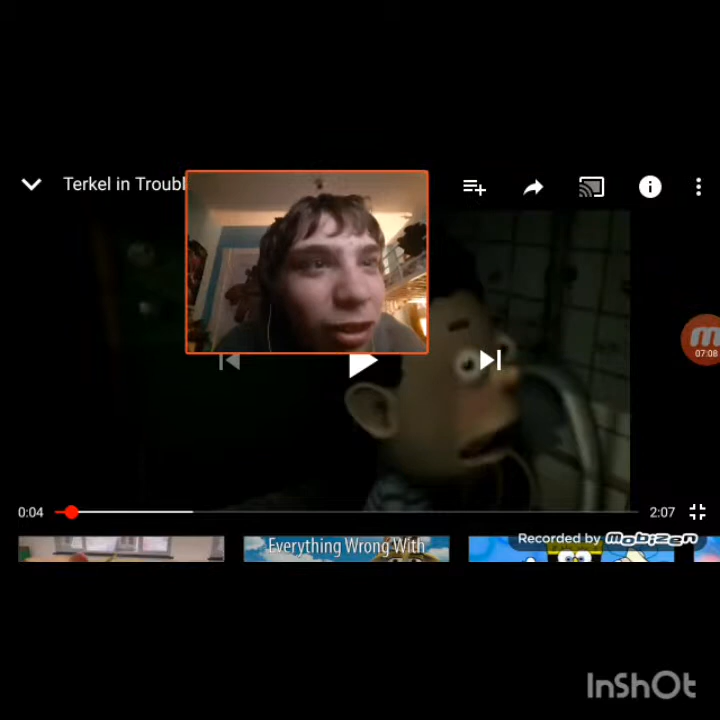 Terkel in Troubl
07:08
0:04
2:07
Everything Wrong With
Recorded by mobizen
InShOt